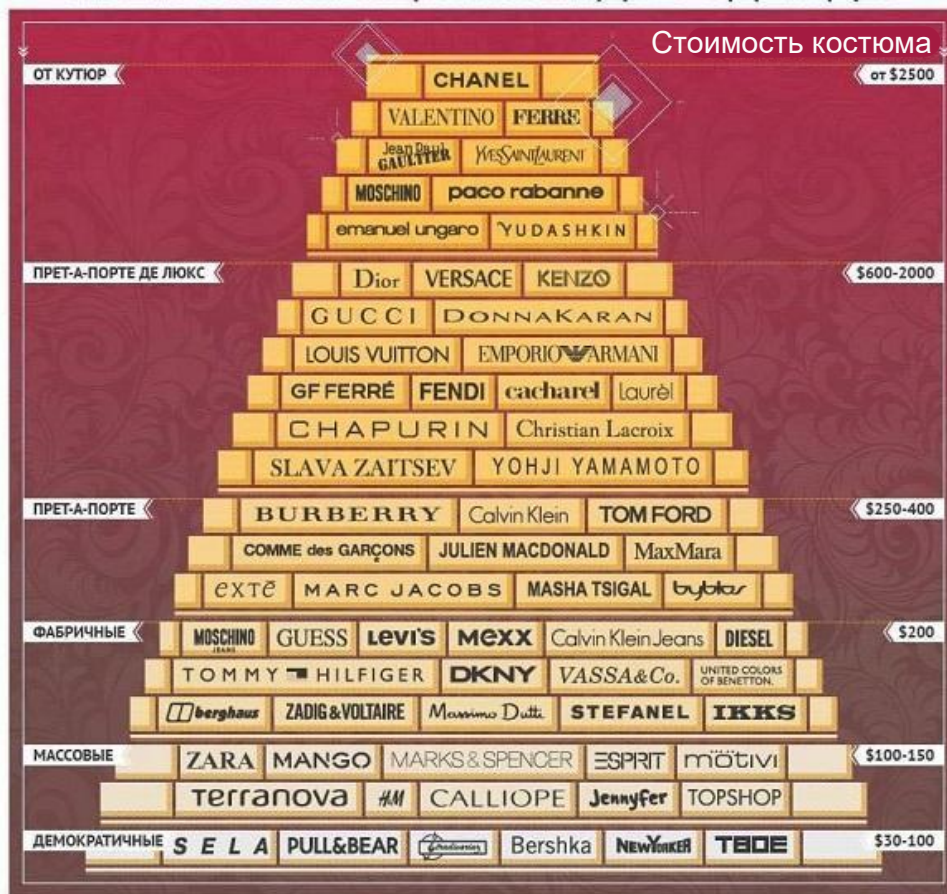 Стоимость костюма
ОТ КУТЮР CHANEL от $2500
VALENTINO FERRE
Jean Paul GAULTIER YVESSAINTLAURENT
MOSCHINO paco rabanne
emanuel ungaro YUDASHKIN
ПРЕТ-А-ПОРТЕ ДЕ ЛЮКС Dior VERSACE KENZO $600-2000
GUCCI DONNAKARAN
LOUIS VUITTON EMPORIO ARMANI
GF FERRÉ FENDI cacharel Laurèl
CHAPURIN Christian Lacroix
SLAVA ZAITSEV YOHJI YAMAMOTO
ПРЕТ-А-ПОРТЕ BURBERRY Calvin Klein TOM FORD $250-400
COMME des GARÇONS JULIEN MACDONALD MaxMara
exte MARC JACOBS MASHA TSIGAL byblos
ФАБРИЧНЫЕ MOSCHINO JEANS GUESS LEVI'S MEXX Calvin Klein Jeans DIESEL $200
TOMMY HILFIGER DKNY VASSA&Co. UNITED COLORS OF BENETTON.
berghaus ZADIG & VOLTAIRE Massimo Dutti STEFANEL IKKS
МАССОВЫЕ ZARA MANGO MARKS & SPENCER ESPRIT mötivi $100-150
Terranova H&M CALLIOPE Jennyfer TOPSHOP
ДЕМОКРАТИЧНЫЕ SELA PULL&BEAR Stradivarius Bershka NEWYORKER ТВОЕ $30-100